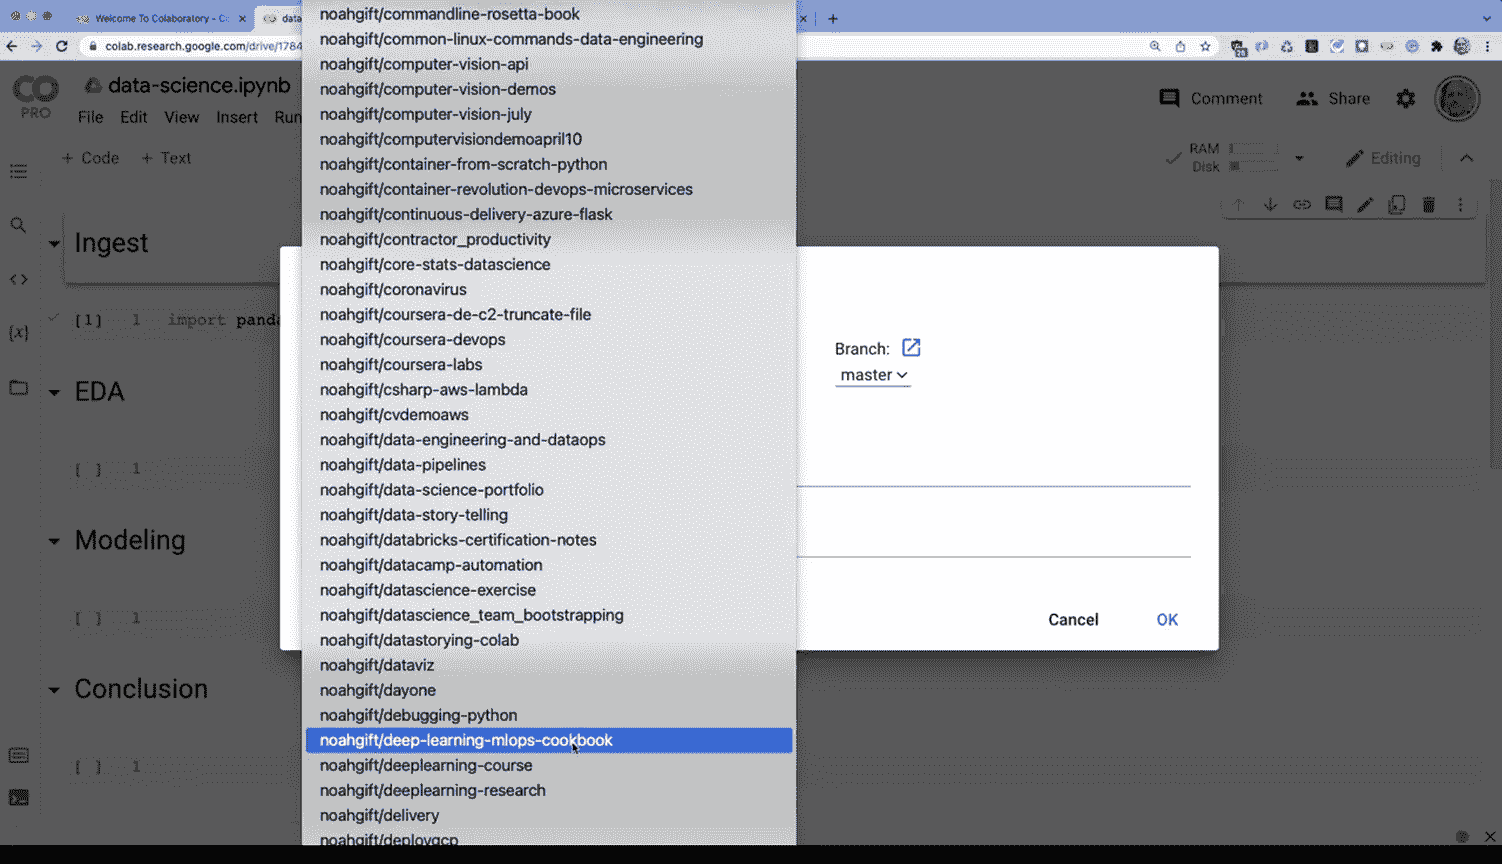 Welcome To Colaboratory - Co
data
colab.research.google.com/drive/1784
CO
PRO
data-science.ipynb
File Edit View Insert Run
Comment
Share
+ Code + Text
RAM
Disk
Editing
Ingest
[1] 1 import panda
EDA
[ ] 1
Modeling
[ ] 1
Conclusion
[ ] 1
noahgift/commandline-rosetta-book
noahgift/common-linux-commands-data-engineering
noahgift/computer-vision-api
noahgift/computer-vision-demos
noahgift/computer-vision-july
noahgift/computervisiondemoapril10
noahgift/container-from-scratch-python
noahgift/container-revolution-devops-microservices
noahgift/continuous-delivery-azure-flask
noahgift/contractor_productivity
noahgift/core-stats-datascience
noahgift/coronavirus
noahgift/coursera-de-c2-truncate-file
noahgift/coursera-devops
noahgift/coursera-labs
noahgift/csharp-aws-lambda
noahgift/cvdemoaws
noahgift/data-engineering-and-dataops
noahgift/data-pipelines
noahgift/data-science-portfolio
noahgift/data-story-telling
noahgift/databricks-certification-notes
noahgift/datacamp-automation
noahgift/datascience-exercise
noahgift/datascience_team_bootstrapping
noahgift/datastorying-colab
noahgift/dataviz
noahgift/dayone
noahgift/debugging-python
noahgift/deep-learning-mlops-cookbook
noahgift/deeplearning-course
noahgift/deeplearning-research
noahgift/delivery
noahgift/deploygcp
Branch:
master
Cancel
OK